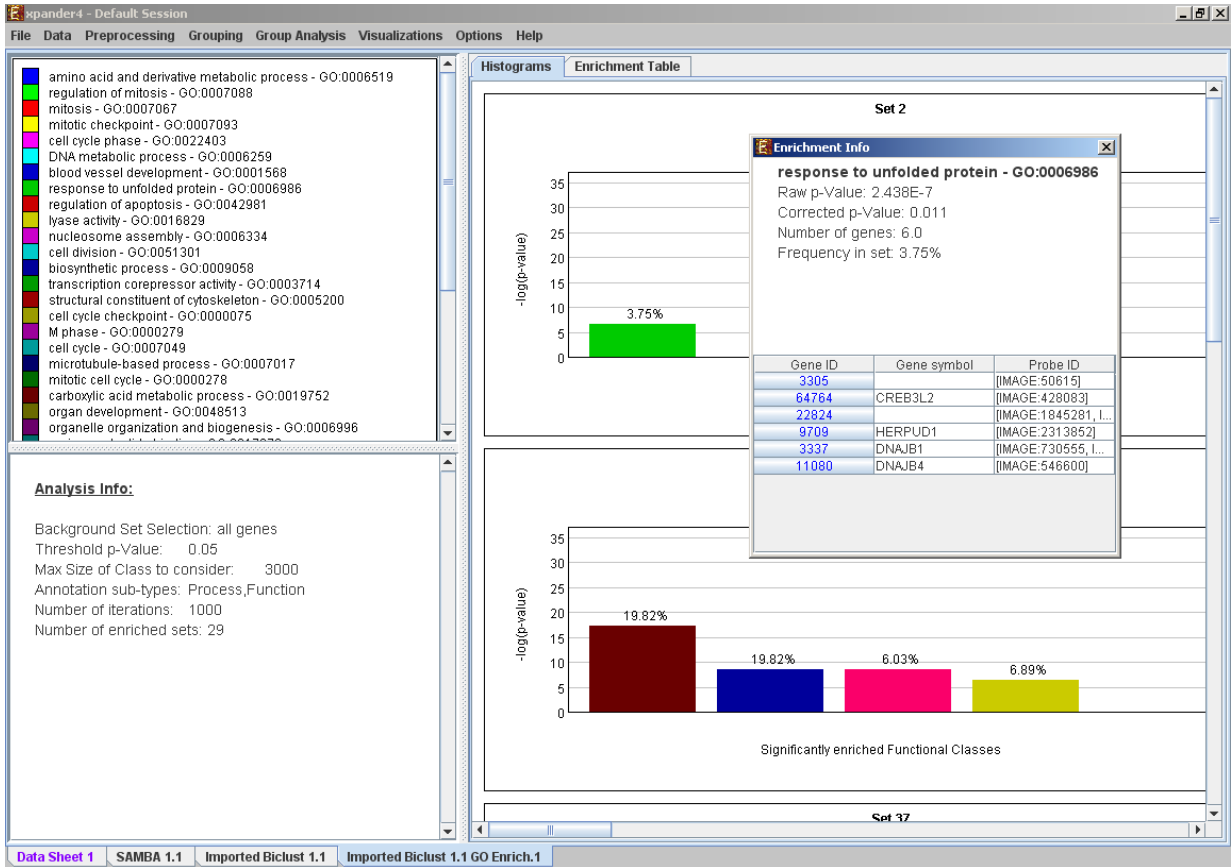 xpander4 - Default Session
File Data Preprocessing Grouping Group Analysis Visualizations Options Help
amino acid and derivative metabolic process - GO:0006519
regulation of mitosis - GO:0007088
mitosis - GO:0007067
mitotic checkpoint - GO:0007093
cell cycle phase - GO:0022403
DNA metabolic process - GO:0006259
blood vessel development - GO:0001568
response to unfolded protein - GO:0006986
regulation of apoptosis - GO:0042981
lyase activity - GO:0016829
nucleosome assembly - GO:0006334
cell division - GO:0051301
biosynthetic process - GO:0009058
transcription corepressor activity - GO:0003714
structural constituent of cytoskeleton - GO:0005200
cell cycle checkpoint - GO:0000075
M phase - GO:0000279
cell cycle - GO:0007049
microtubule-based process - GO:0007017
mitotic cell cycle - GO:0000278
carboxylic acid metabolic process - GO:0019752
organ development - GO:0048513
organelle organization and biogenesis - GO:0006996
Analysis Info:
Background Set Selection: all genes
Threshold p-Value: 0.05
Max Size of Class to consider: 3000
Annotation sub-types: Process,Function
Number of iterations: 1000
Number of enriched sets: 29
Histograms Enrichment Table
Set 2
-log(p-value)
35
30
25
20
15
10
5
0
3.75%
Enrichment Info
response to unfolded protein - GO:0006986
Raw p-Value: 2.438E-7
Corrected p-Value: 0.011
Number of genes: 6.0
Frequency in set: 3.75%
Gene ID Gene symbol Probe ID
3305 [IMAGE:50615]
64764 CREB3L2 [IMAGE:428083]
22824 [IMAGE:1845281, I...
9709 HERPUD1 [IMAGE:2313852]
3337 DNAJB1 [IMAGE:730555, I...
11080 DNAJB4 [IMAGE:546600]
-log(p-value)
35
30
25
20
15
10
5
0
19.82% 19.82% 6.03% 6.89%
Significantly enriched Functional Classes
Set 37
Data Sheet 1 SAMBA 1.1 Imported Biclust 1.1 Imported Biclust 1.1 GO Enrich.1